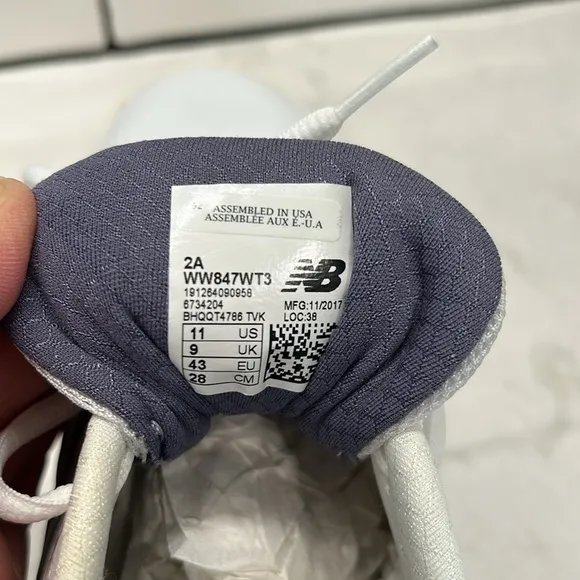 ASSEMBLED IN USA
ASSEMBLÉE AUX É.-U.A
2A
WW847WT3
191264090958
6734204
BHQQT4786 TVK
NB
MFG:11/2017
LOC:38
11 US
9 UK
43 EU
28 CM